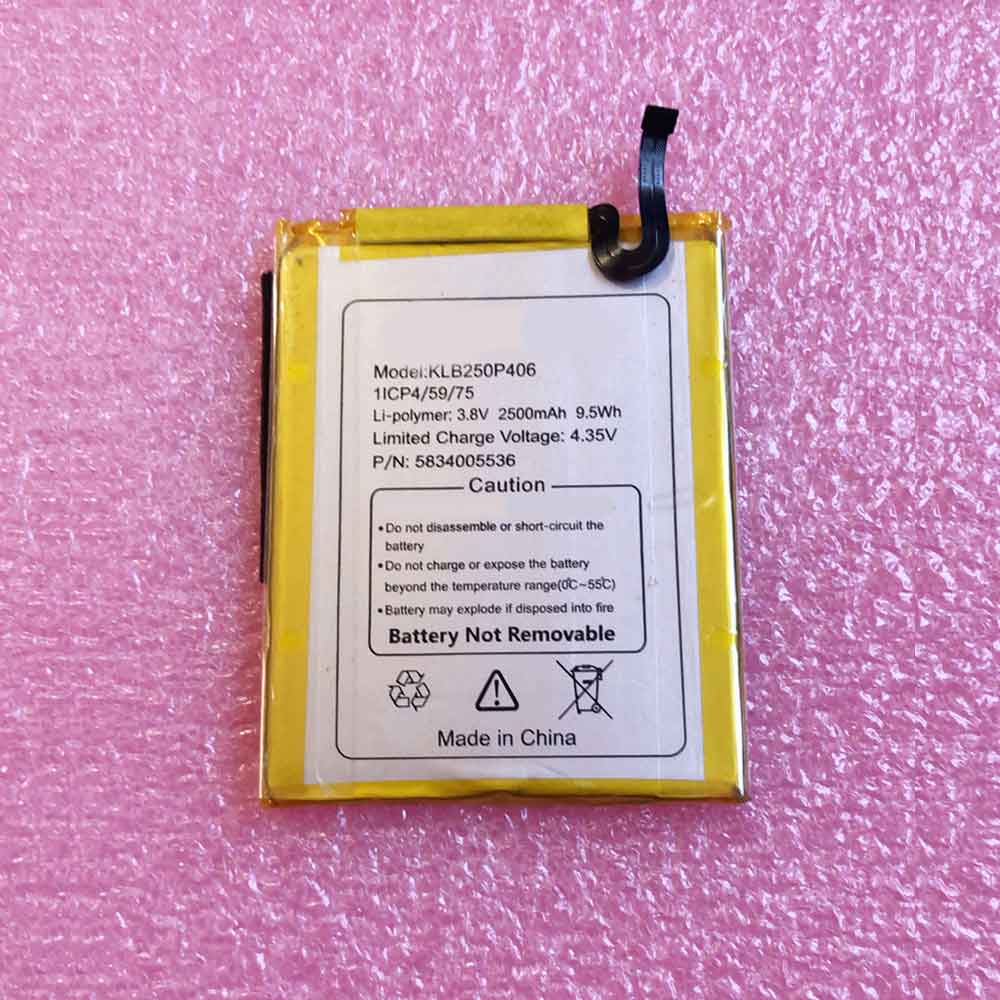 Model:KLB250P406
1ICP4/59/75
Li-polymer: 3.8V 2500mAh 9.5Wh
Limited Charge Voltage: 4.35V
P/N: 5834005536
Caution
•Do not disassemble or short-circuit the
battery
•Do not charge or expose the battery
beyond the temperature range(0℃~55℃)
•Battery may explode if disposed into fire
Battery Not Removable
Made in China